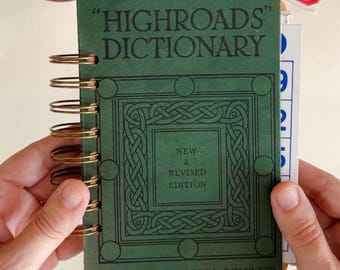 "HIGHROADS"
DICTIONARY
NEW
&
REVISED
EDITION